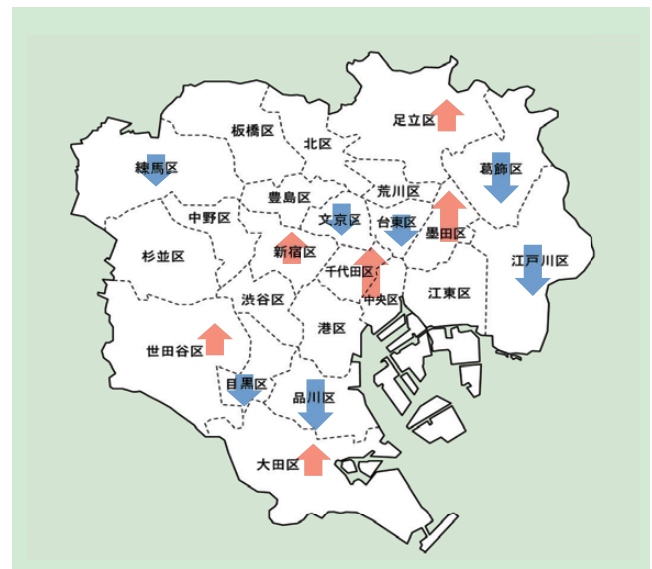 足立区
板橋区
北区
練馬区
葛飾区
荒川区
豊島区
中野区
文京区
台東区
墨田区
杉並区
新宿区
江戸川区
千代田区
渋谷区
中央区
江東区
港区
世田谷区
目黒区
品川区
大田区